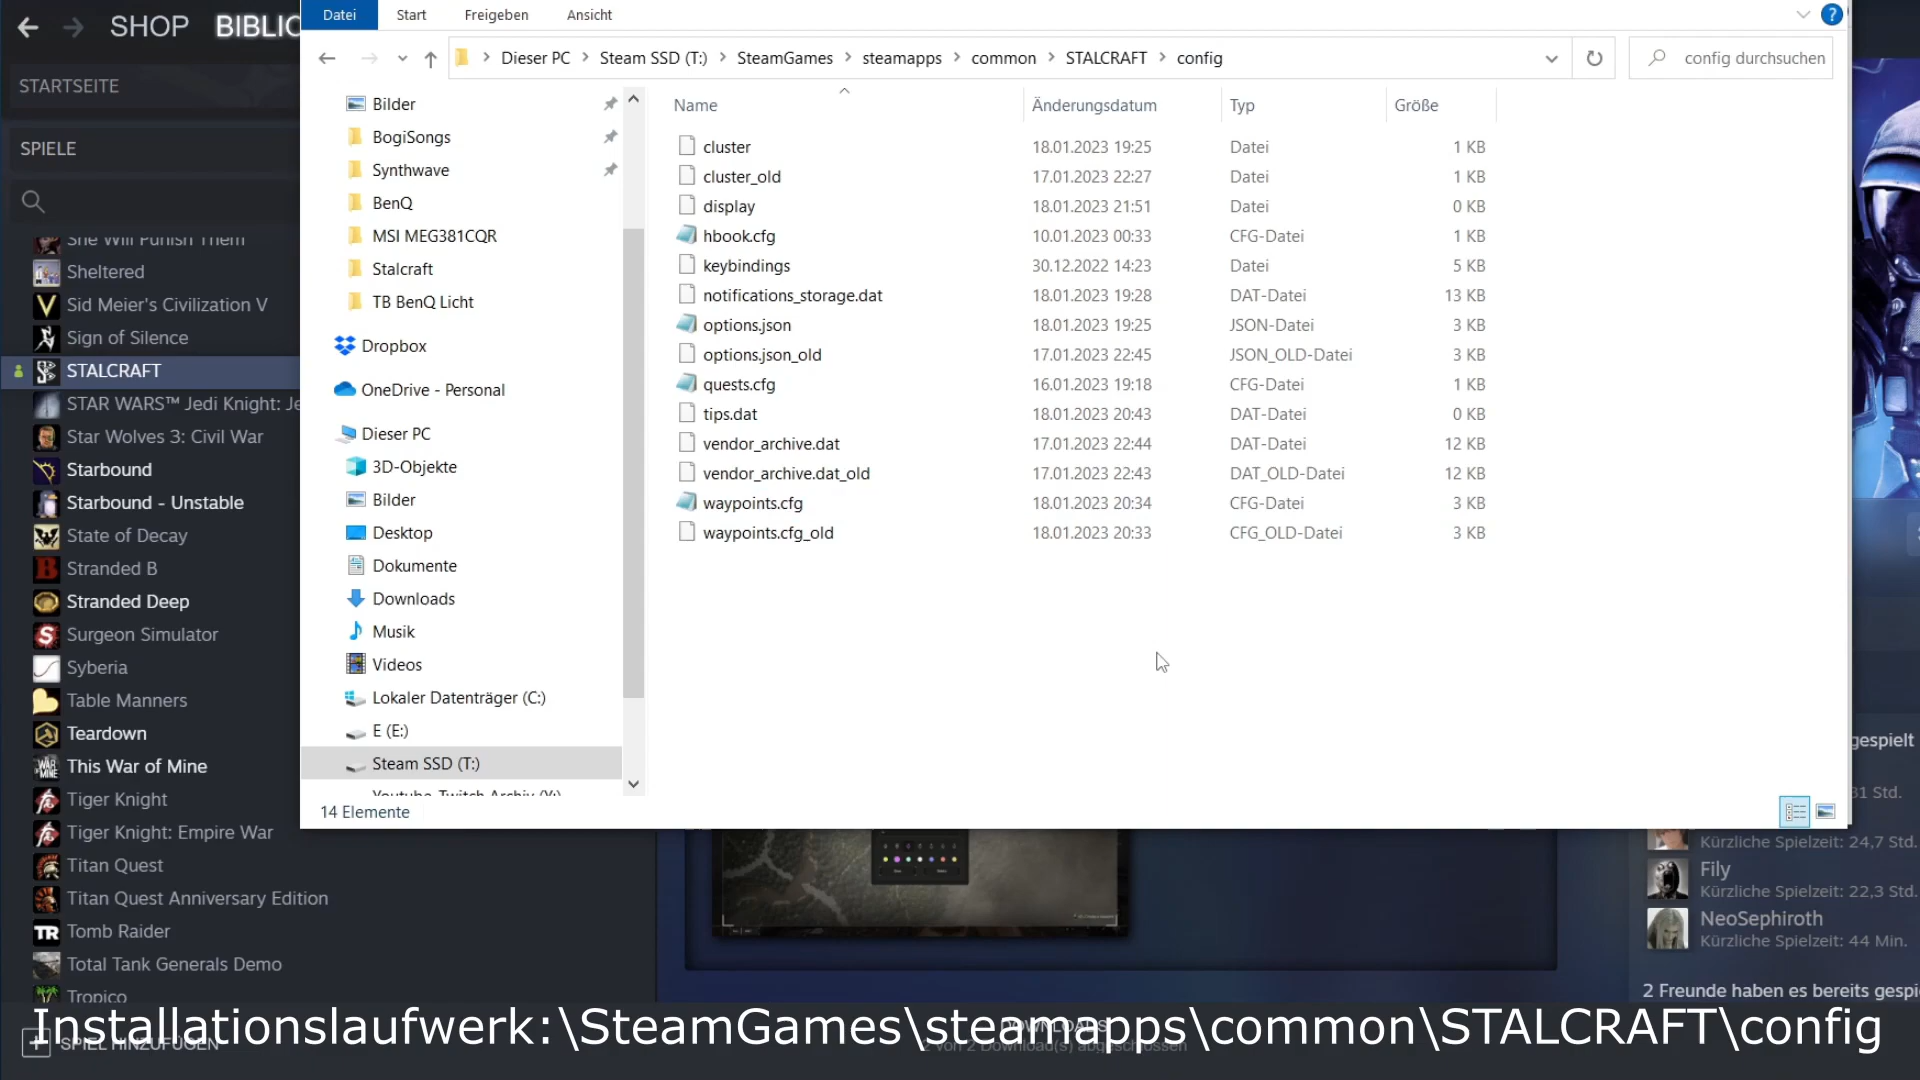 SHOP BIBLIO
STARTSEITE
SPIELE
She Will Punish Them
Sheltered
Sid Meier's Civilization V
Sign of Silence
STALCRAFT
STAR WARS™ Jedi Knight: Je
Star Wolves 3: Civil War
Starbound
Starbound - Unstable
State of Decay
Stranded B
Stranded Deep
Surgeon Simulator
Syberia
Table Manners
Teardown
This War of Mine
Tiger Knight
Tiger Knight: Empire War
Titan Quest
Titan Quest Anniversary Edition
Tomb Raider
Total Tank Generals Demo
Tropico
SPIEL HINZUFÜGEN
Datei Start Freigeben Ansicht
Dieser PC > Steam SSD (T:) > SteamGames > steamapps > common > STALCRAFT > config
config durchsuchen
Bilder
BogiSongs
Synthwave
BenQ
MSI MEG381CQR
Stalcraft
TB BenQ Licht
Dropbox
OneDrive - Personal
Dieser PC
3D-Objekte
Bilder
Desktop
Dokumente
Downloads
Musik
Videos
Lokaler Datenträger (C:)
E (E:)
Steam SSD (T:)
Youtube-Twitch Archiv (Y:)
Name Änderungsdatum Typ Größe
cluster 18.01.2023 19:25 Datei 1 KB
cluster_old 17.01.2023 22:27 Datei 1 KB
display 18.01.2023 21:51 Datei 0 KB
hbook.cfg 10.01.2023 00:33 CFG-Datei 1 KB
keybindings 30.12.2022 14:23 Datei 5 KB
notifications_storage.dat 18.01.2023 19:28 DAT-Datei 13 KB
options.json 18.01.2023 19:25 JSON-Datei 3 KB
options.json_old 17.01.2023 22:45 JSON_OLD-Datei 3 KB
quests.cfg 16.01.2023 19:18 CFG-Datei 1 KB
tips.dat 18.01.2023 20:43 DAT-Datei 0 KB
vendor_archive.dat 17.01.2023 22:44 DAT-Datei 12 KB
vendor_archive.dat_old 17.01.2023 22:43 DAT_OLD-Datei 12 KB
waypoints.cfg 18.01.2023 20:34 CFG-Datei 3 KB
waypoints.cfg_old 18.01.2023 20:33 CFG_OLD-Datei 3 KB
14 Elemente
gespielt
31 Std.
Kürzliche Spielzeit: 24,7 Std.
Fily
Kürzliche Spielzeit: 22,3 Std.
NeoSephiroth
Kürzliche Spielzeit: 44 Min.
2 Freunde haben es bereits gespi
DOWNLOADS
2 von 2 Download(s) abgeschlossen
Installationslaufwerk:\SteamGames\steamapps\common\STALCRAFT\config